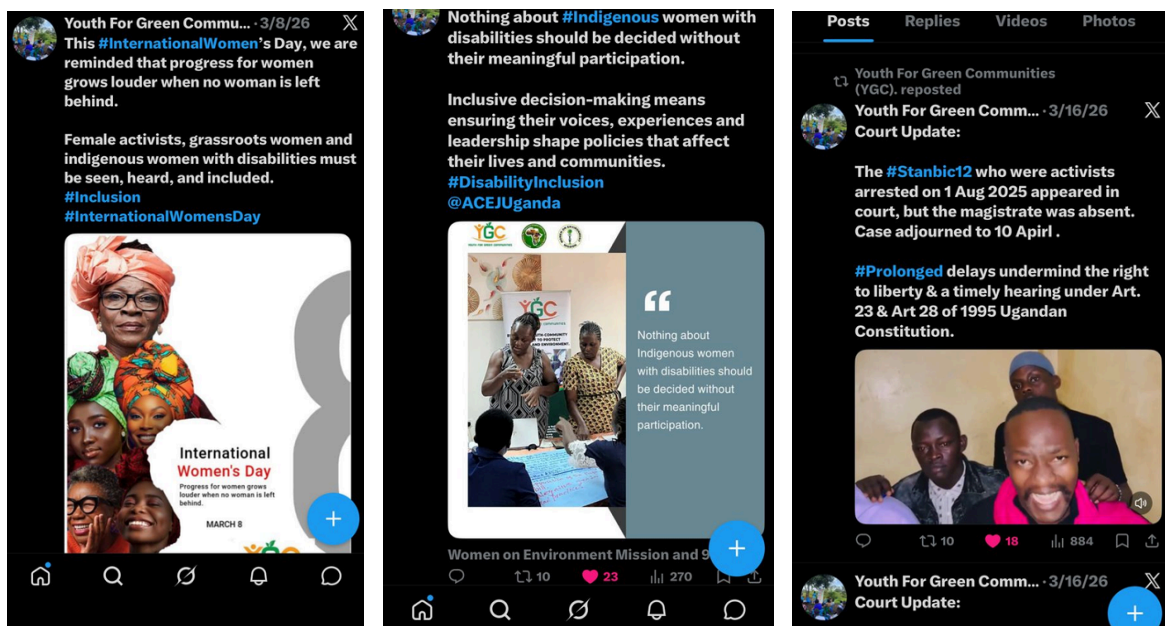 Youth For Green Commu... · 3/8/26
This #InternationalWomen's Day, we are
reminded that progress for women
grows louder when no woman is left
behind.
Female activists, grassroots women and
indigenous women with disabilities must
be seen, heard, and included.
#Inclusion
#InternationalWomensDay
International
Women's Day
Progress for women grows
louder when no woman is left
behind.
MARCH 8
Nothing about #Indigenous women with
disabilities should be decided without
their meaningful participation.
Inclusive decision-making means
ensuring their voices, experiences and
leadership shape policies that affect
their lives and communities.
#DisabilityInclusion
@ACEJUganda
YGC
YGC
Nothing about
Indigenous women
with disabilities should
be decided without
their meaningful
participation.
Women on Environment Mission and 9
10
23
270
Posts
Replies
Videos
Photos
Youth For Green Communities
(YGC). reposted
Youth For Green Comm... · 3/16/26
Court Update:
The #Stanbic12 who were activists
arrested on 1 Aug 2025 appeared in
court, but the magistrate was absent.
Case adjourned to 10 Apirl .
#Prolonged delays undermind the right
to liberty & a timely hearing under Art.
23 & Art 28 of 1995 Ugandan
Constitution.
10
18
884
Youth For Green Comm... · 3/16/26
Court Update: